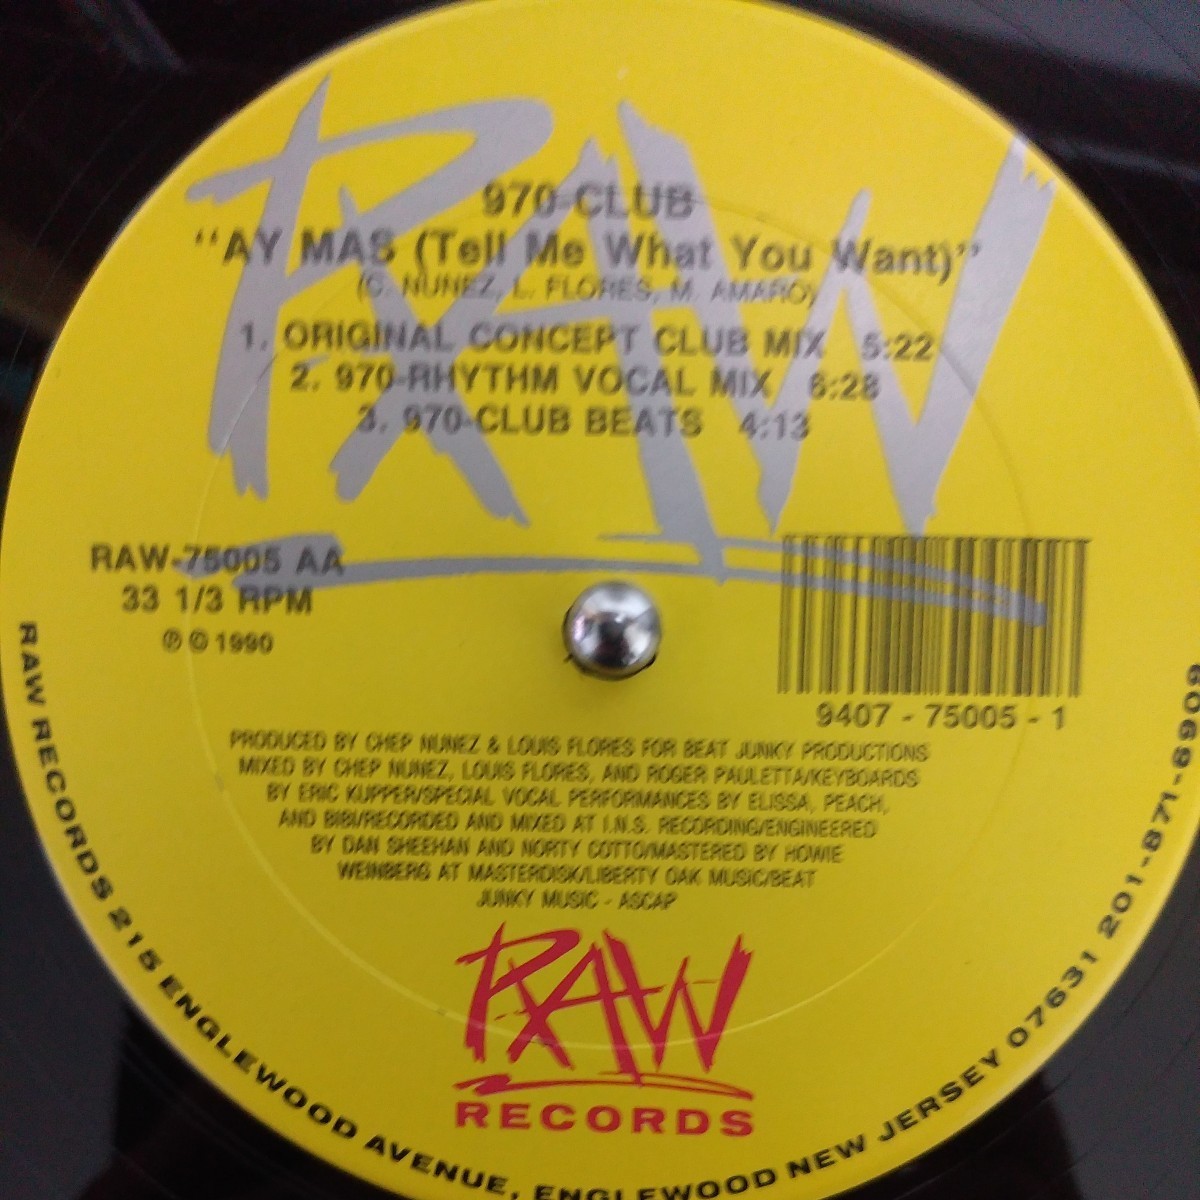 RAW
970-CLUB
"AY MAS (Tell Me What You Want)"
(C. NUNEZ, L. FLORES, M. AMARO)
1. ORIGINAL CONCEPT CLUB MIX 5:22
2. 970-RHYTHM VOCAL MIX 6:28
3. 970-CLUB BEATS 4:13
RAW-75005 AA
33 1/3 RPM
℗ © 1990
9407 - 75005 - 1
PRODUCED BY CHEP NUNEZ & LOUIS FLORES FOR BEAT JUNKY PRODUCTIONS
MIXED BY CHEP NUNEZ, LOUIS FLORES, AND ROGER PAULETTA/KEYBOARDS
BY ERIC KUPPER/SPECIAL VOCAL PERFORMANCES BY ELISSA, PEACH,
AND BIBI/RECORDED AND MIXED AT I.N.S. RECORDING/ENGINEERED
BY DAN SHEEHAN AND NORTY COTTO/MASTERED BY HOWIE
WEINBERG AT MASTERDISK/LIBERTY OAK MUSIC/BEAT
JUNKY MUSIC - ASCAP
RAW
RECORDS
RAW RECORDS 215 ENGLEWOOD AVENUE, ENGLEWOOD NEW JERSEY 07631 201-871-6909